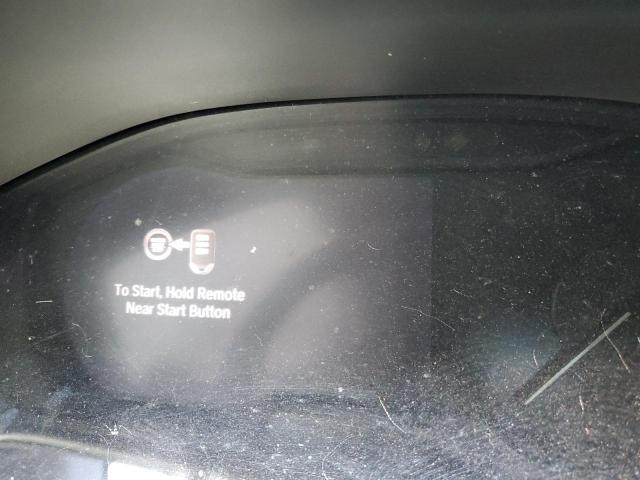 To Start, Hold Remote
Near Start Button